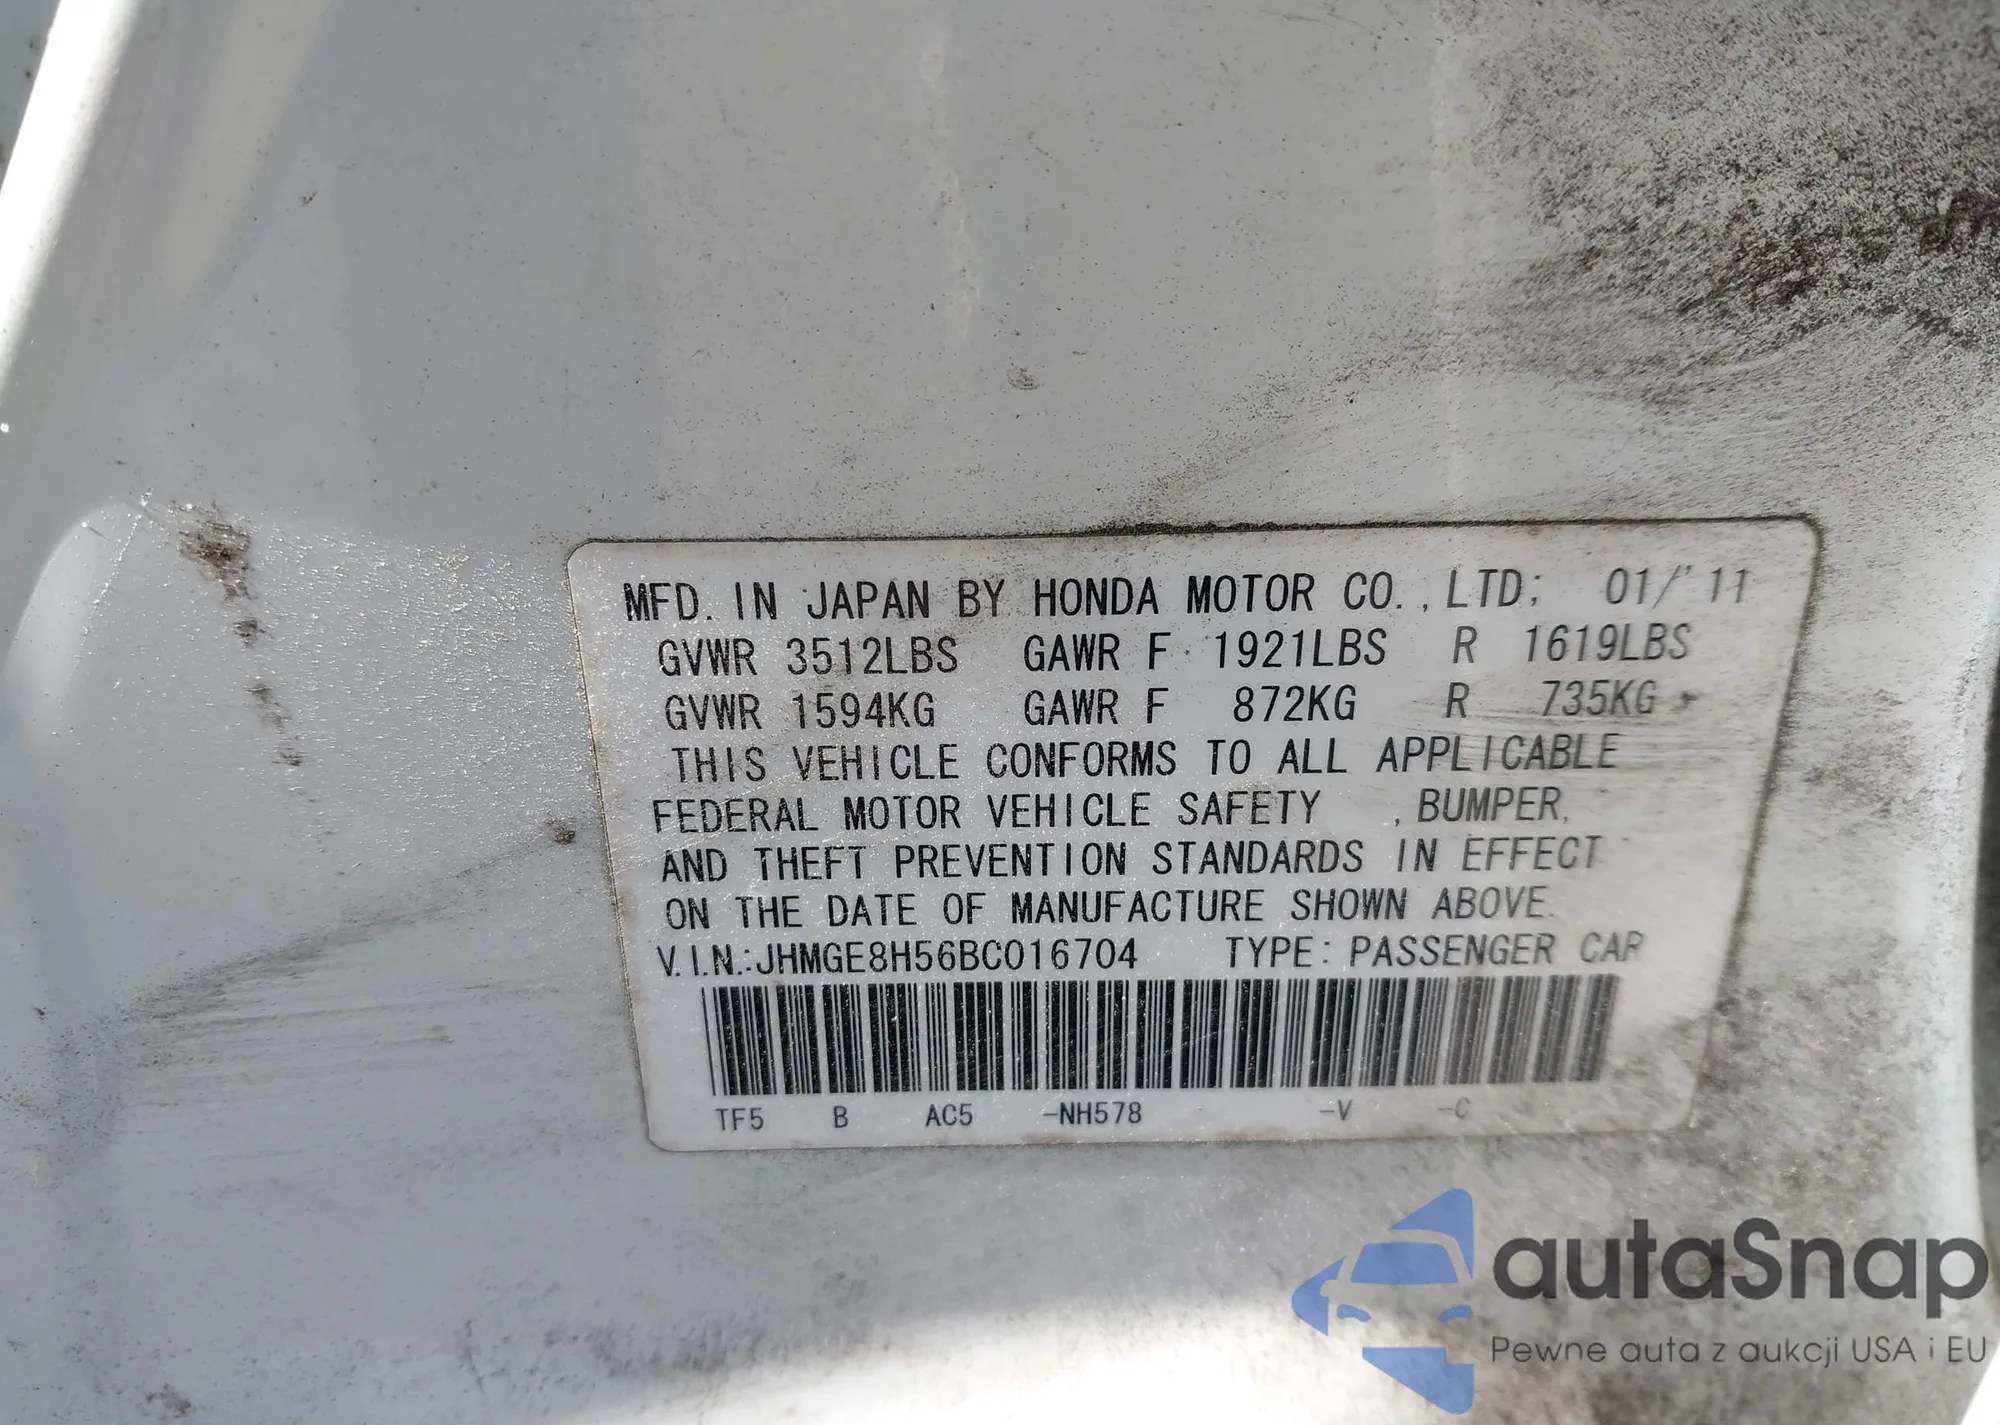 MFD. IN JAPAN BY HONDA MOTOR CO., LTD; 01/'11
GVWR 3512LBS GAWR F 1921LBS R 1619LBS
GVWR 1594KG GAWR F 872KG R 735KG
THIS VEHICLE CONFORMS TO ALL APPLICABLE
FEDERAL MOTOR VEHICLE SAFETY , BUMPER,
AND THEFT PREVENTION STANDARDS IN EFFECT
ON THE DATE OF MANUFACTURE SHOWN ABOVE.
V.I.N.:JHMGE8H56BC016704 TYPE: PASSENGER CAR
TF5 B AC5 -NH578 -V -C
autaSnap
Pewne auta z aukcji USA i EU